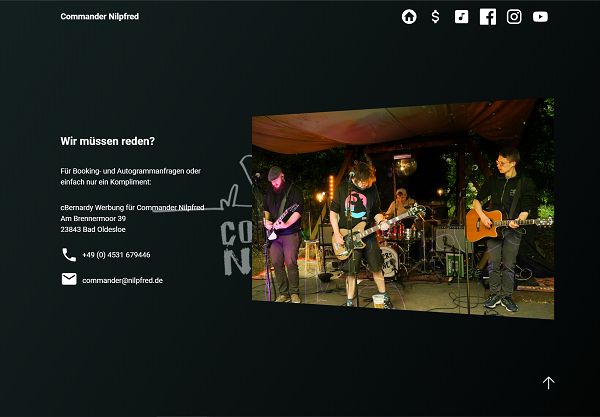 Commander Nilpfred
Wir müssen reden?
Für Booking- und Autogrammanfragen oder
einfach nur ein Kompliment:
cBernardy Werbung für Commander Nilpfred
Am Brennermoor 39
23843 Bad Oldesloe
+49 (0) 4531 679446
commander@nilpfred.de
CO
N